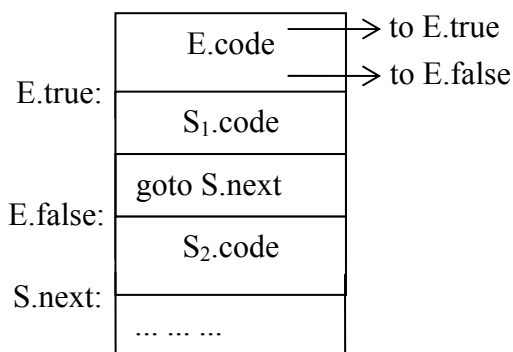 E.code
to E.true
to E.false
E.true:
S₁.code
goto S.next
E.false:
S₂.code
S.next:
... ... ...